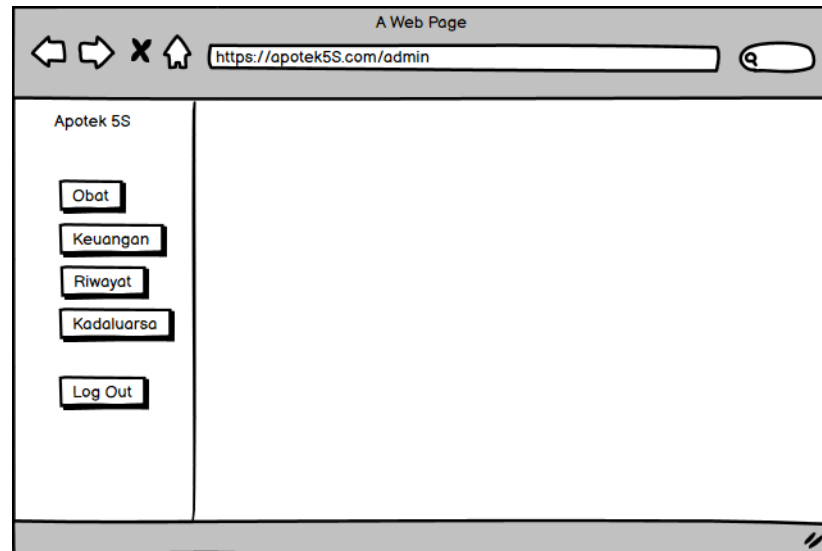 A Web Page
https://apotek5S.com/admin
Apotek 5S
Obat
Keuangan
Riwayat
Kadaluarsa
Log Out